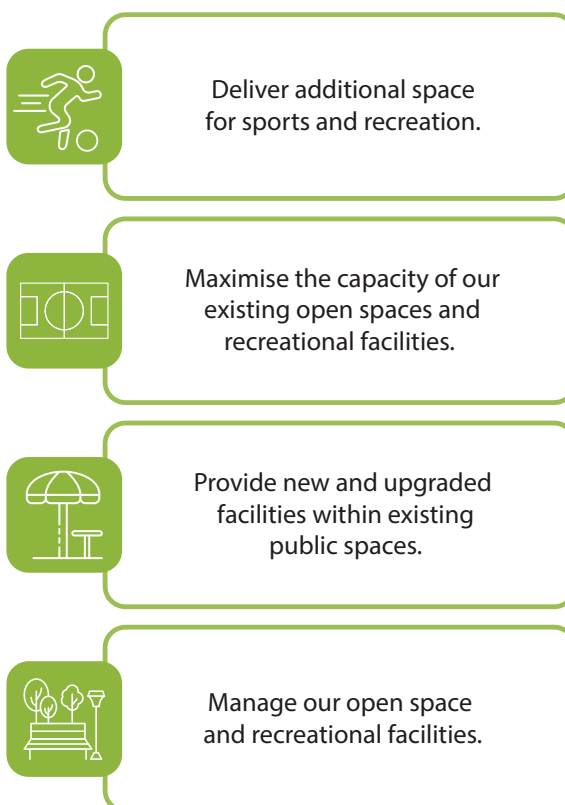 Deliver additional space
for sports and recreation.
Maximise the capacity of our
existing open spaces and
recreational facilities.
Provide new and upgraded
facilities within existing
public spaces.
Manage our open space
and recreational facilities.